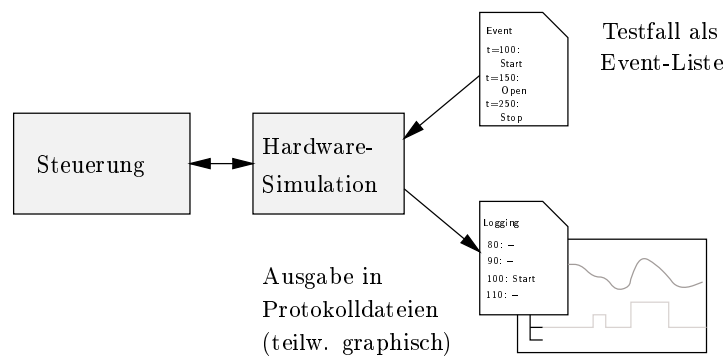 Event
t=100:
Start
t=150:
Open
t=250:
Stop
Testfall als
Event-Liste
Steuerung
Hardware-
Simulation
Logging
80: –
90: –
100: Start
110: –
Ausgabe in
Protokolldateien
(teilw. graphisch)